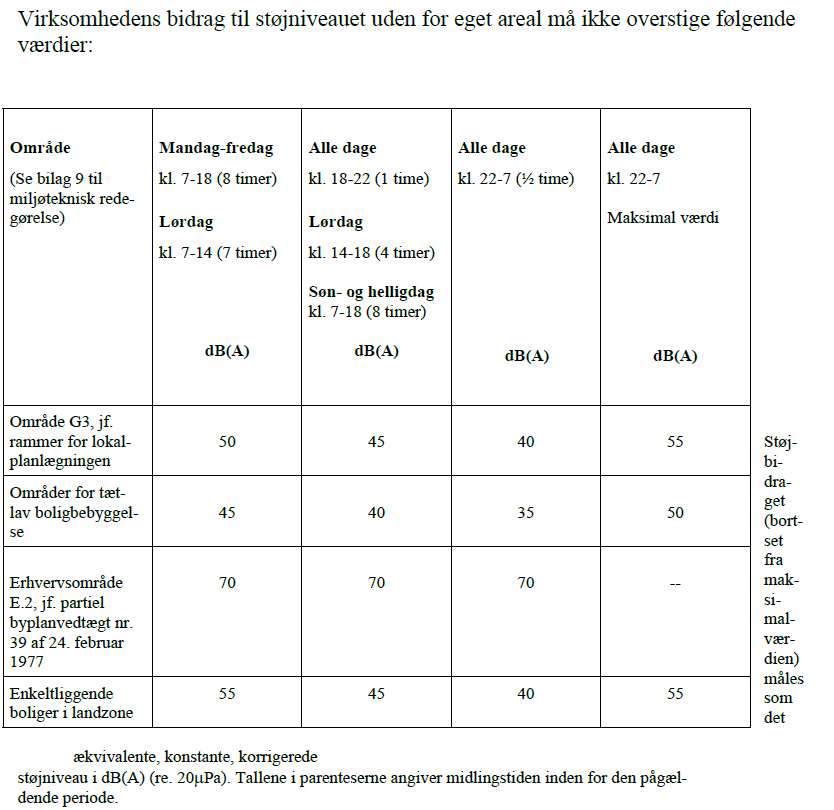 Virksomhedens bidrag til støjniveauet uden for eget areal må ikke overstige følgende
værdier:
Område
(Se bilag 9 til
miljøteknisk rede-
gørelse)
Mandag-fredag
kl. 7-18 (8 timer)
Lørdag
kl. 7-14 (7 timer)
dB(A)
Alle dage
kl. 18-22 (1 time)
Lørdag
kl. 14-18 (4 timer)
Søn- og helligdag
kl. 7-18 (8 timer)
dB(A)
Alle dage
kl. 22-7 (½ time)
dB(A)
Alle dage
kl. 22-7
Maksimal værdi
dB(A)
Område G3, jf.
rammer for lokal-
planlægningen
50
45
40
55
Områder for tæt-
lav boligbebyggel-
se
45
40
35
50
Erhvervsområde
E.2, jf. partiel
byplanvedtægt nr.
39 af 24. februar
1977
70
70
70
--
Enkeltliggende
boliger i landzone
55
45
40
55
Støj-
bi-
dra-
get
(bort-
set
fra
mak-
si-
mal-
vær-
dien)
måles
som
det
ækvivalente, konstante, korrigerede
støjniveau i dB(A) (re. 20µPa). Tallene i parenteserne angiver midlingstiden inden for den pågæl-
dende periode.